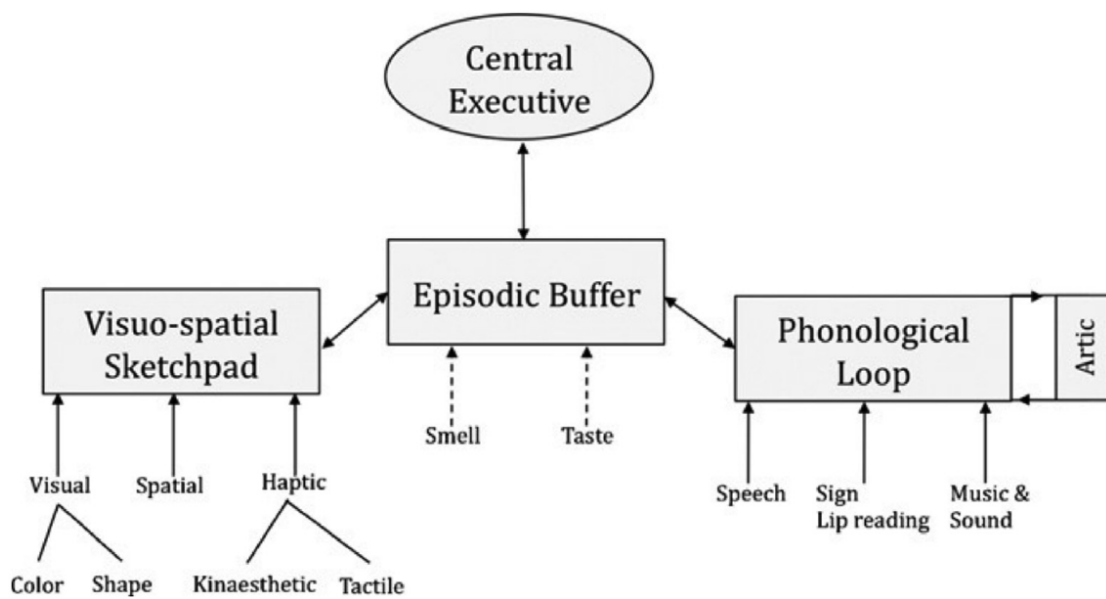 Central
Executive
Episodic Buffer
Visuo-spatial
Sketchpad
Phonological
Loop
Artic
Smell
Taste
Visual
Spatial
Haptic
Speech
Sign
Lip reading
Music &
Sound
Color
Shape
Kinaesthetic
Tactile